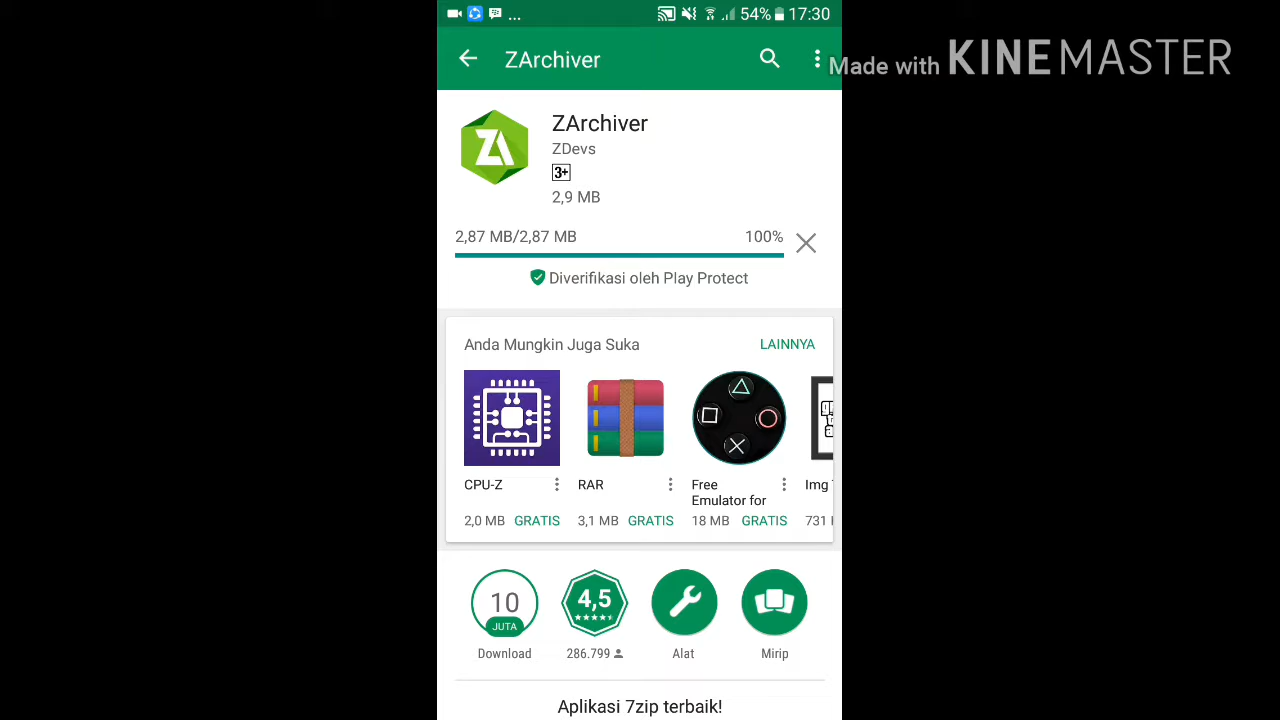 ... 54% 17:30
ZArchiver
Made with KINEMASTER
ZA
ZArchiver
ZDevs
3+
2,9 MB
2,87 MB/2,87 MB 100%
Diverifikasi oleh Play Protect
Anda Mungkin Juga Suka LAINNYA
CPU-Z RAR Free Emulator for Img
2,0 MB GRATIS 3,1 MB GRATIS 18 MB GRATIS 731
10 JUTA 4,5
Download 286.799 Alat Mirip
Aplikasi 7zip terbaik!